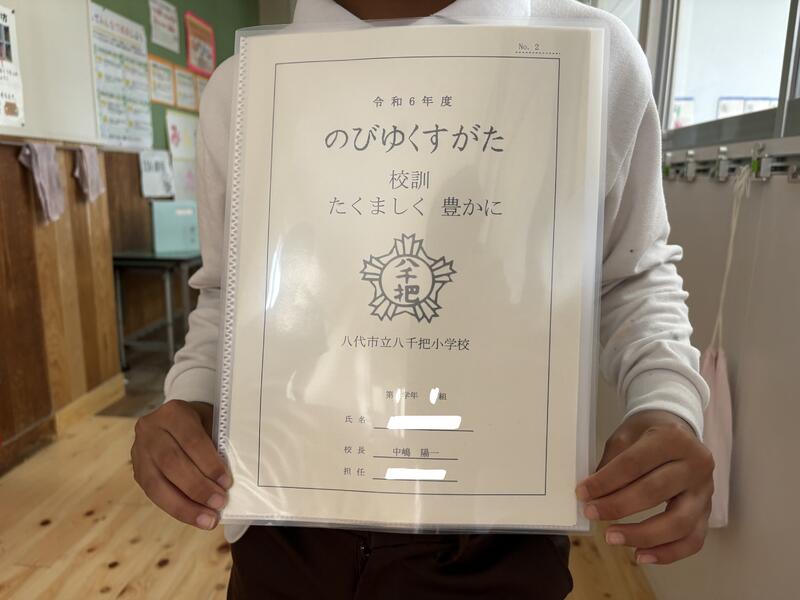 No. 2
令和6年度
のびゆくすがた
校訓
たくましく 豊かに
八千把
八代市立八千把小学校
第 学年 組
氏名
校長 中嶋 陽一
担任